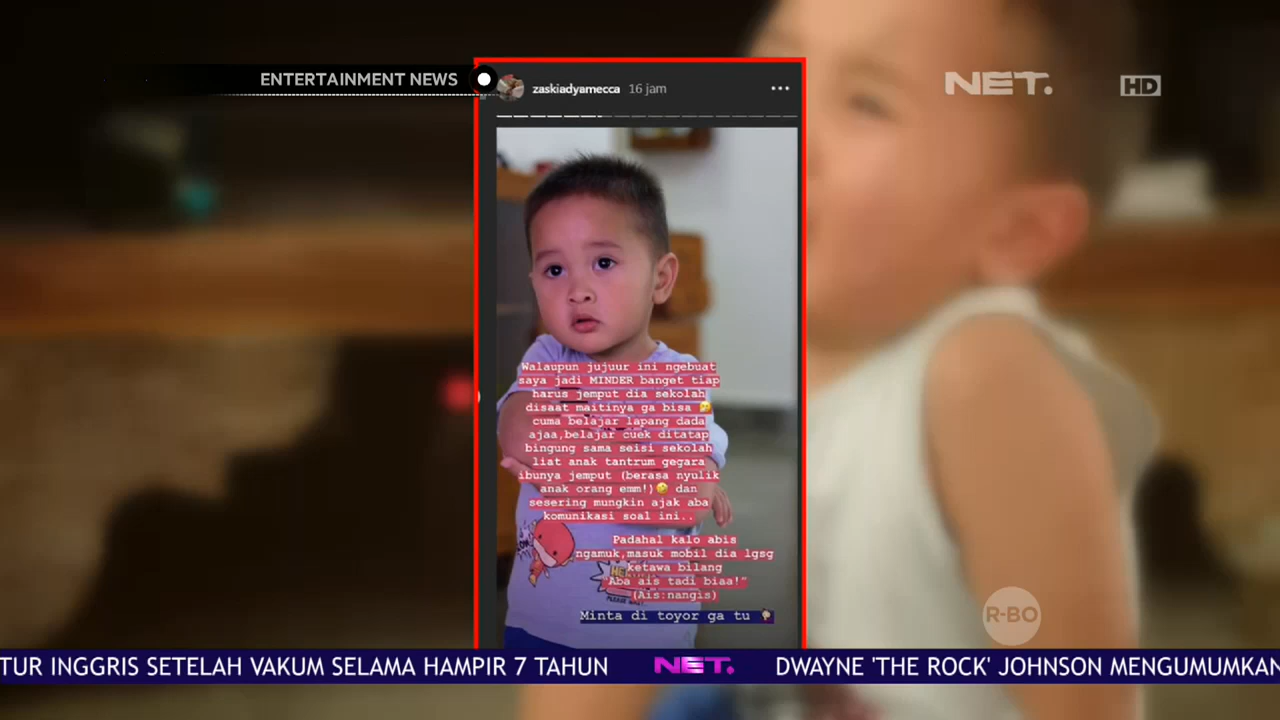 ENTERTAINMENT NEWS
zaskiadyamecca 16 jam
NET.
HD
Walaupun jujuur ini ngebuat
saya jadi MINDER banget tiap
harus jemput dia sekolah
disaat maitinya ga bisa
cuma belajar lapang dada
ajaa,belajar cuek ditatap
bingung sama seisi sekolah
liat anak tantrum gegara
ibunya jemput (berasa nyulik
anak orang emm!) dan
sesering mungkin ajak aba
komunikasi soal ini..
Padahal kalo abis
ngamuk,masuk mobil dia lgsg
ketawa bilang
"Aba ais tadi biaa!"
(Ais:nangis)
Minta di toyor ga tu
R-BO
TUR INGGRIS SETELAH VAKUM SELAMA HAMPIR 7 TAHUN NET. DWAYNE 'THE ROCK' JOHNSON MENGUMUMKAN